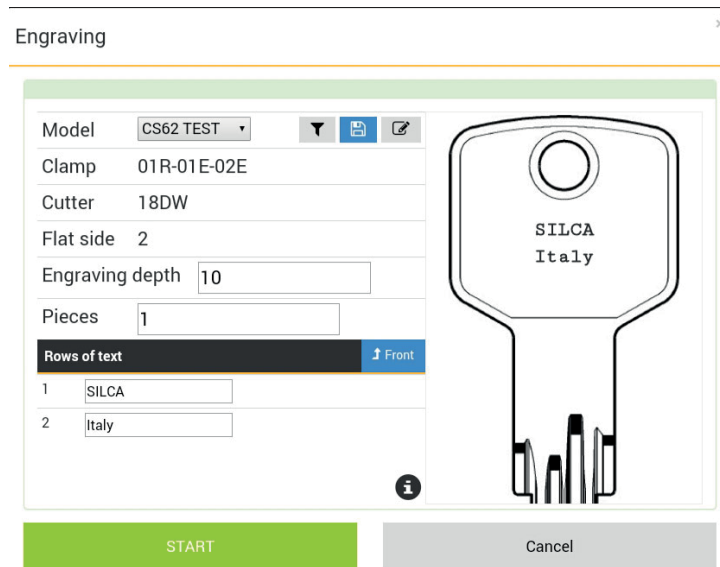 Engraving
Model CS62 TEST
Clamp 01R-01E-02E
Cutter 18DW
Flat side 2
Engraving depth 10
Pieces 1
Rows of text Front
1 SILCA
2 Italy
SILCA
Italy
START Cancel